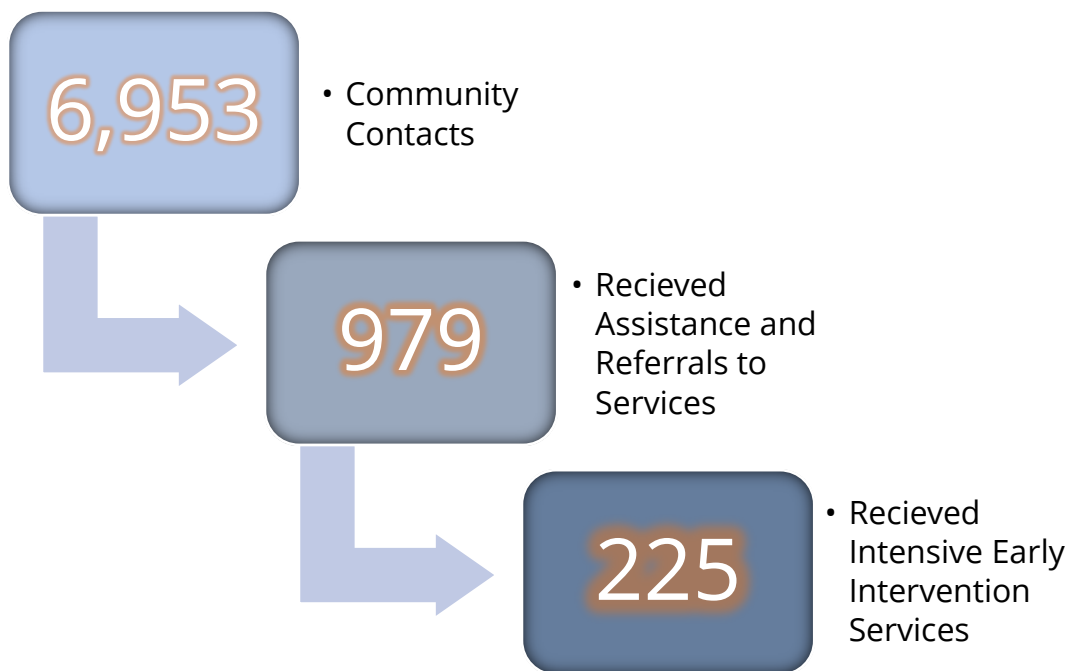 6,953
• Community
Contacts
979
• Recieved
Assistance and
Referrals to
Services
225
• Recieved
Intensive Early
Intervention
Services